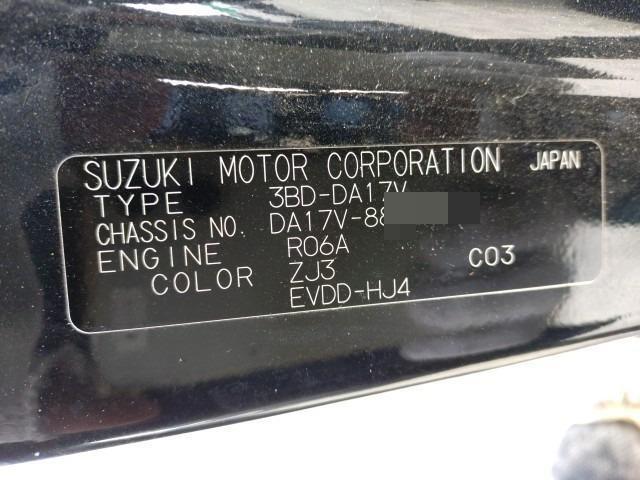 SUZUKI MOTOR CORPORATION JAPAN
TYPE 3BD-DA17V
CHASSIS NO. DA17V-88
ENGINE R06A
COLOR ZJ3 C03
EVDD-HJ4